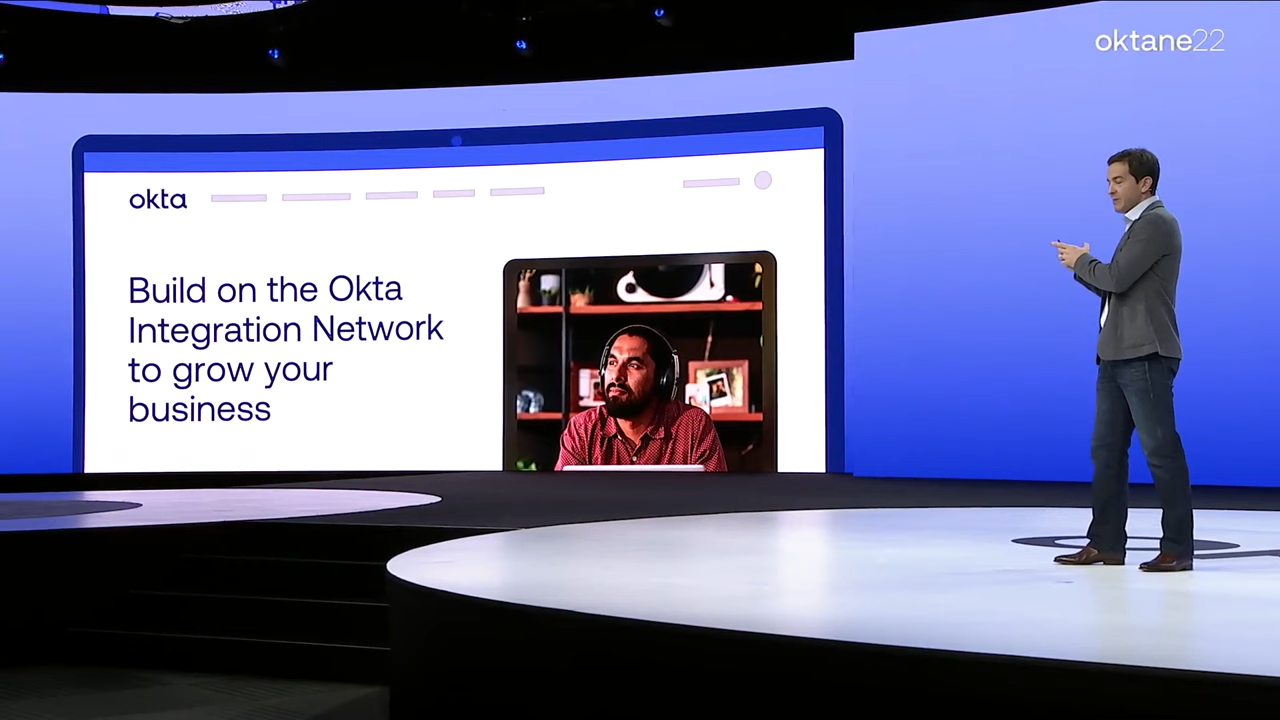 oktane22
okta
Build on the Okta
Integration Network
to grow your
business